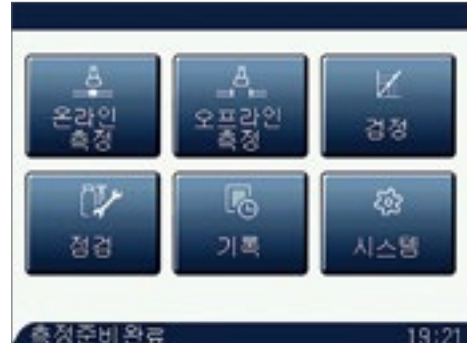 온라인
측정
오프라인
측정
검정
점검
기록
시스템
측정준비완료
19:21